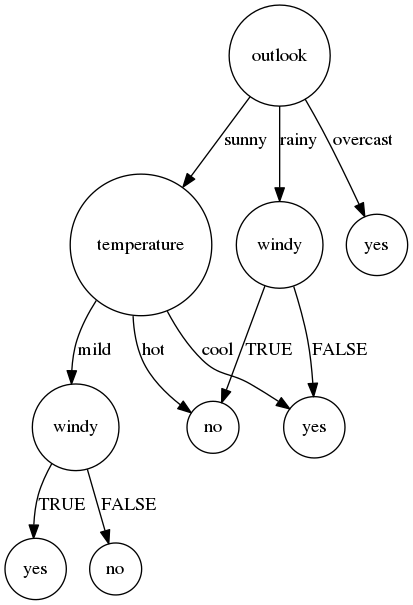 outlook
sunny
rainy
overcast
temperature
windy
yes
mild
hot
cool
TRUE
FALSE
windy
no
yes
TRUE
FALSE
yes
no